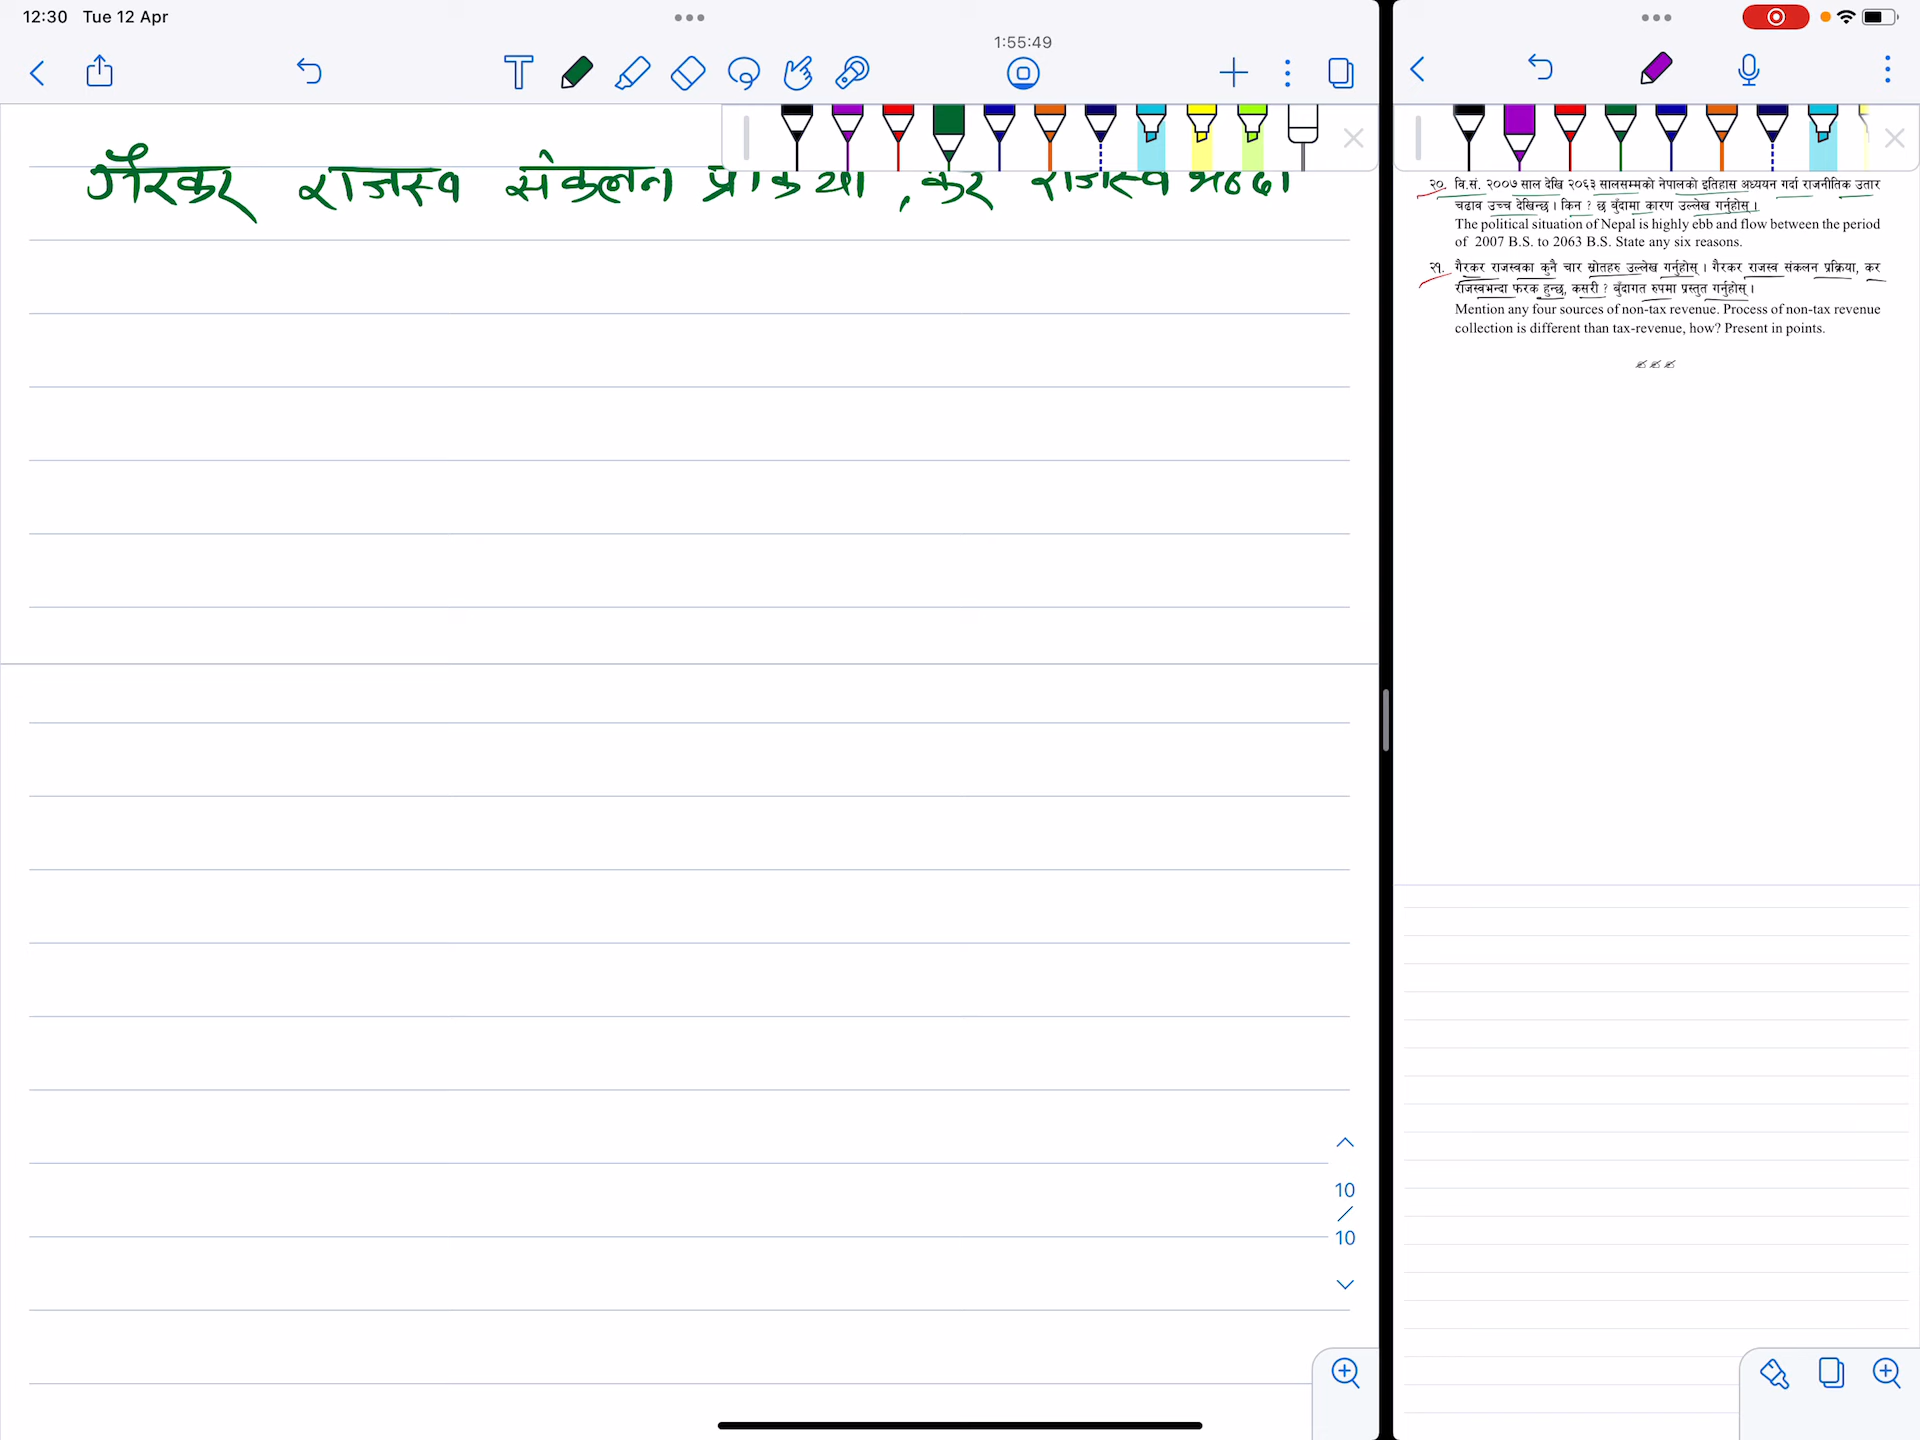 12:30 Tue 12 Apr
1:55:49
गैरकर राजस्व संकलन प्रक्रिया , कर राजस्व भन्दा
10
/
10
२०. वि.सं. २००७ साल देखि २०६३ सालसम्मको नेपालको इतिहास अध्ययन गर्दा राजनीतिक उतार
चढाव उच्च देखिन्छ । किन ? छ बुँदामा कारण उल्लेख गर्नुहोस् ।
The political situation of Nepal is highly ebb and flow between the period
of 2007 B.S. to 2063 B.S. State any six reasons.
२१. गैरकर राजस्वका कुनै चार स्रोतहरु उल्लेख गर्नुहोस् । गैरकर राजस्व संकलन प्रक्रिया, कर
राजस्वभन्दा फरक हुन्छ, कसरी ? बुँदागत रुपमा प्रस्तुत गर्नुहोस् ।
Mention any four sources of non-tax revenue. Process of non-tax revenue
collection is different than tax-revenue, how? Present in points.